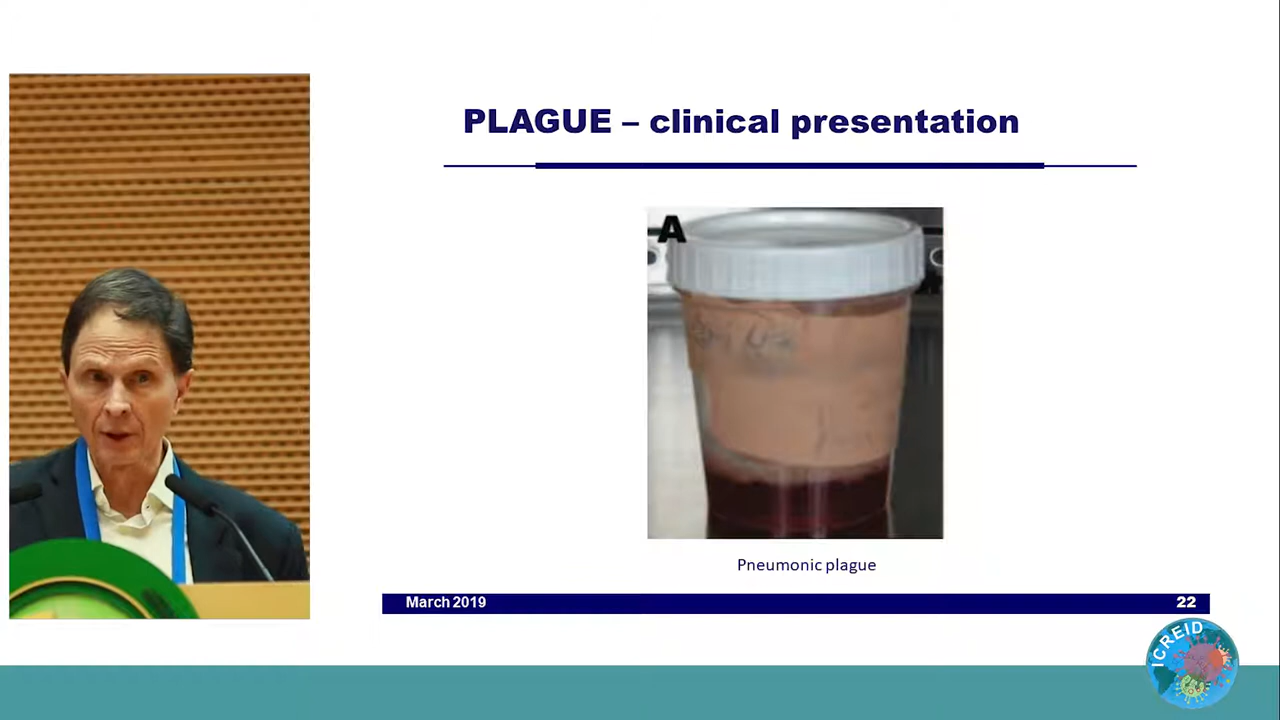 PLAGUE – clinical presentation
A
Pneumonic plague
March 2019
22
ICREID